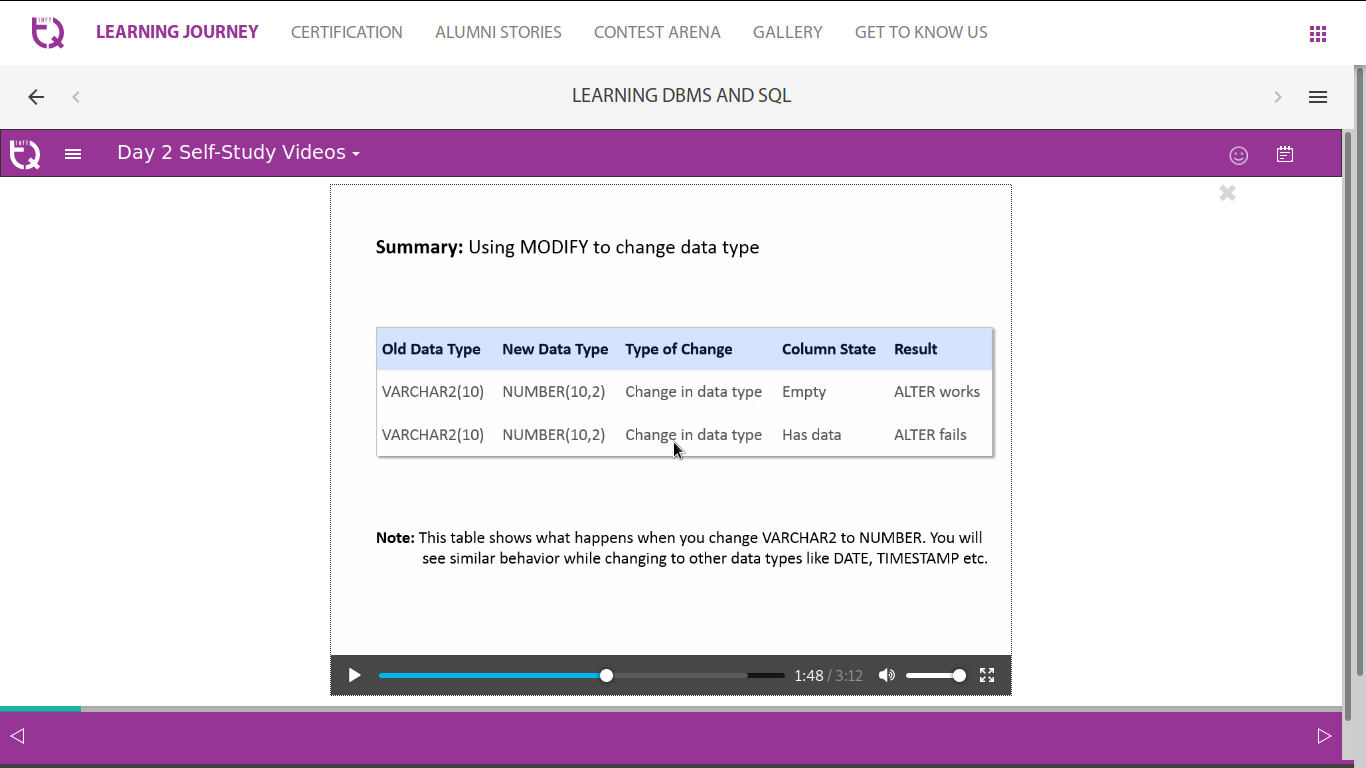 INFY
TQ
LEARNING JOURNEY CERTIFICATION ALUMNI STORIES CONTEST ARENA GALLERY GET TO KNOW US
LEARNING DBMS AND SQL
INFY
TQ
Day 2 Self-Study Videos
Summary: Using MODIFY to change data type
Old Data Type New Data Type Type of Change Column State Result
VARCHAR2(10) NUMBER(10,2) Change in data type Empty ALTER works
VARCHAR2(10) NUMBER(10,2) Change in data type Has data ALTER fails
Note: This table shows what happens when you change VARCHAR2 to NUMBER. You will
see similar behavior while changing to other data types like DATE, TIMESTAMP etc.
1:48 / 3:12